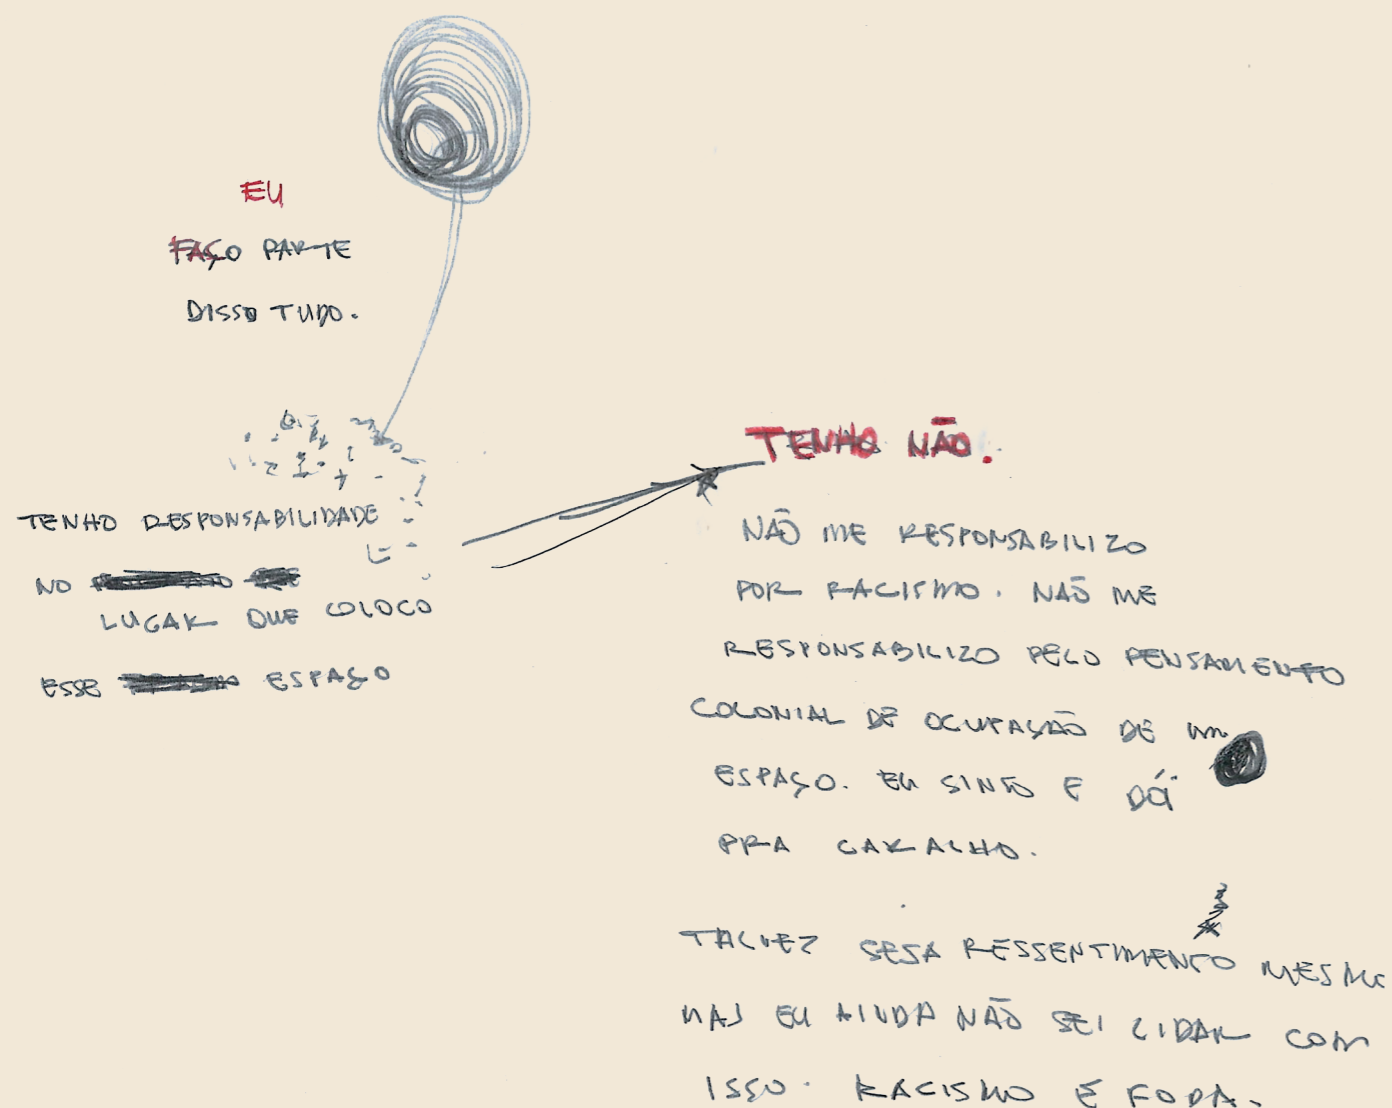 EU
FAÇO PARTE
DISSO TUDO.
TENHO RESPONSABILIDADE
NO
LUGAR QUE COLOCO
ESSE ESPAÇO
TENHO NÃO.
NÃO ME RESPONSABILIZO
POR RACISMO. NÃO ME
RESPONSABILIZO PELO PENSAMENTO
COLONIAL DE OCUPAÇÃO DE um
ESPAÇO. EU SINTO E DÓI
PRA CARALHO.
TALVEZ SEJA RESSENTIMENTO MESMO
MAS EU AINDA NÃO SEI LIDAR COM
ISSO. RACISMO É FODA.